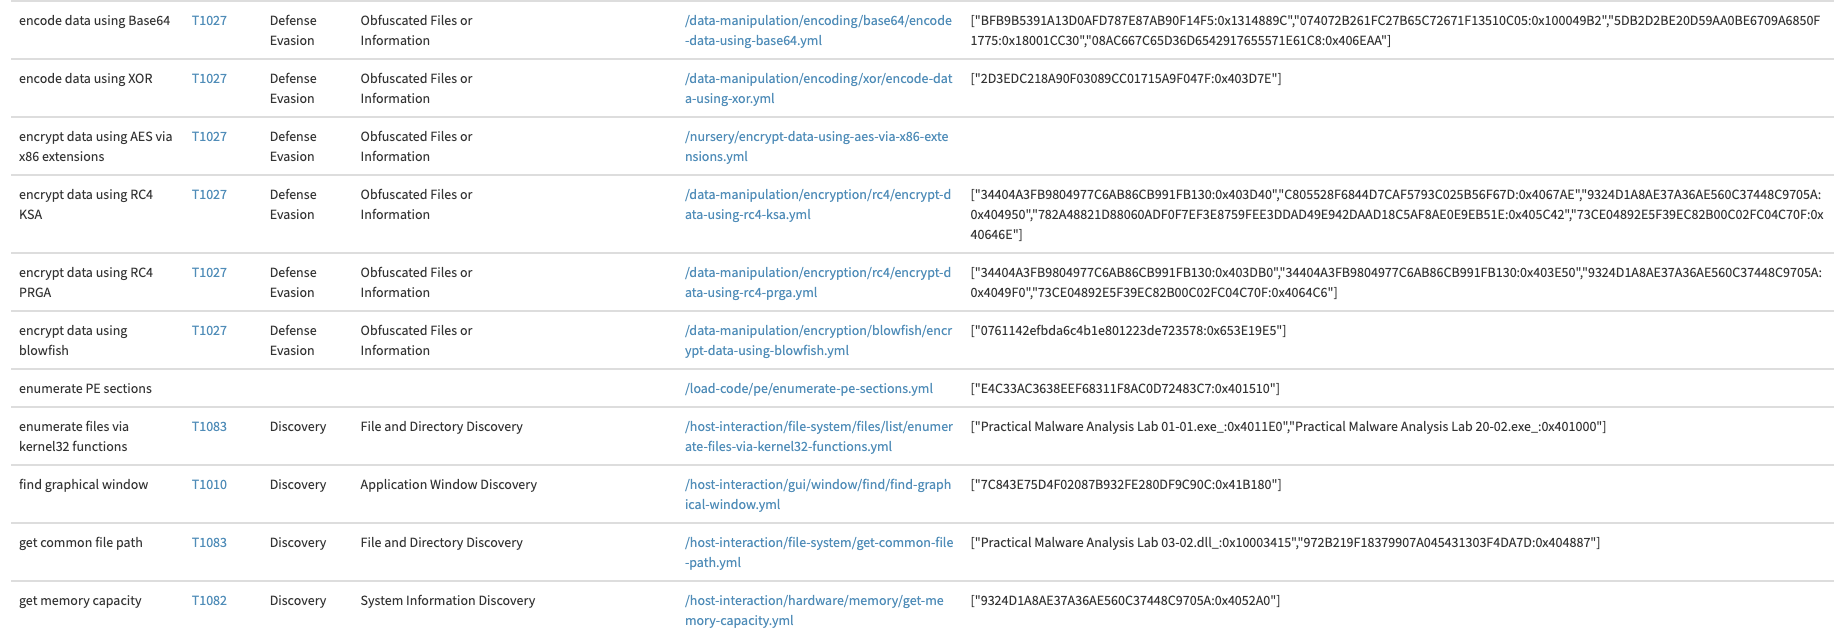 encode data using Base64 T1027 Defense Evasion Obfuscated Files or Information /data-manipulation/encoding/base64/encode-data-using-base64.yml ["BFB9B5391A13D0AFD787E87AB90F14F5:0x1314889C","074072B261FC27B65C72671F13510C05:0x100049B2","5DB2D2BE20D59AA0BE6709A6850F1775:0x18001CC30","08AC667C65D36D6542917655571E61C8:0x406EAA"]
encode data using XOR T1027 Defense Evasion Obfuscated Files or Information /data-manipulation/encoding/xor/encode-data-using-xor.yml ["2D3EDC218A90F03089CC01715A9F047F:0x403D7E"]
encrypt data using AES via x86 extensions T1027 Defense Evasion Obfuscated Files or Information /nursery/encrypt-data-using-aes-via-x86-extensions.yml
encrypt data using RC4 KSA T1027 Defense Evasion Obfuscated Files or Information /data-manipulation/encryption/rc4/encrypt-data-using-rc4-ksa.yml ["34404A3FB9804977C6AB86CB991FB130:0x403D40","C805528F6844D7CAF5793C025B56F67D:0x4067AE","9324D1A8AE37A36AE560C37448C9705A:0x404950","782A48821D88060ADF0F7EF3E8759FEE3DDAD49E942DAAD18C5AF8AE0E9EB51E:0x405C42","73CE04892E5F39EC82B00C02FC04C70F:0x40646E"]
encrypt data using RC4 PRGA T1027 Defense Evasion Obfuscated Files or Information /data-manipulation/encryption/rc4/encrypt-data-using-rc4-prga.yml ["34404A3FB9804977C6AB86CB991FB130:0x403DB0","34404A3FB9804977C6AB86CB991FB130:0x403E50","9324D1A8AE37A36AE560C37448C9705A:0x4049F0","73CE04892E5F39EC82B00C02FC04C70F:0x4064C6"]
encrypt data using blowfish T1027 Defense Evasion Obfuscated Files or Information /data-manipulation/encryption/blowfish/encrypt-data-using-blowfish.yml ["0761142efbda6c4b1e801223de723578:0x653E19E5"]
enumerate PE sections /load-code/pe/enumerate-pe-sections.yml ["E4C33AC3638EEF68311F8AC0D72483C7:0x401510"]
enumerate files via kernel32 functions T1083 Discovery File and Directory Discovery /host-interaction/file-system/files/list/enumerate-files-via-kernel32-functions.yml ["Practical Malware Analysis Lab 01-01.exe_:0x4011E0","Practical Malware Analysis Lab 20-02.exe_:0x401000"]
find graphical window T1010 Discovery Application Window Discovery /host-interaction/gui/window/find/find-graphical-window.yml ["7C843E75D4F02087B932FE280DF9C90C:0x41B180"]
get common file path T1083 Discovery File and Directory Discovery /host-interaction/file-system/get-common-file-path.yml ["Practical Malware Analysis Lab 03-02.dll_:0x10003415","972B219F18379907A045431303F4DA7D:0x404887"]
get memory capacity T1082 Discovery System Information Discovery /host-interaction/hardware/memory/get-memory-capacity.yml ["9324D1A8AE37A36AE560C37448C9705A:0x4052A0"]